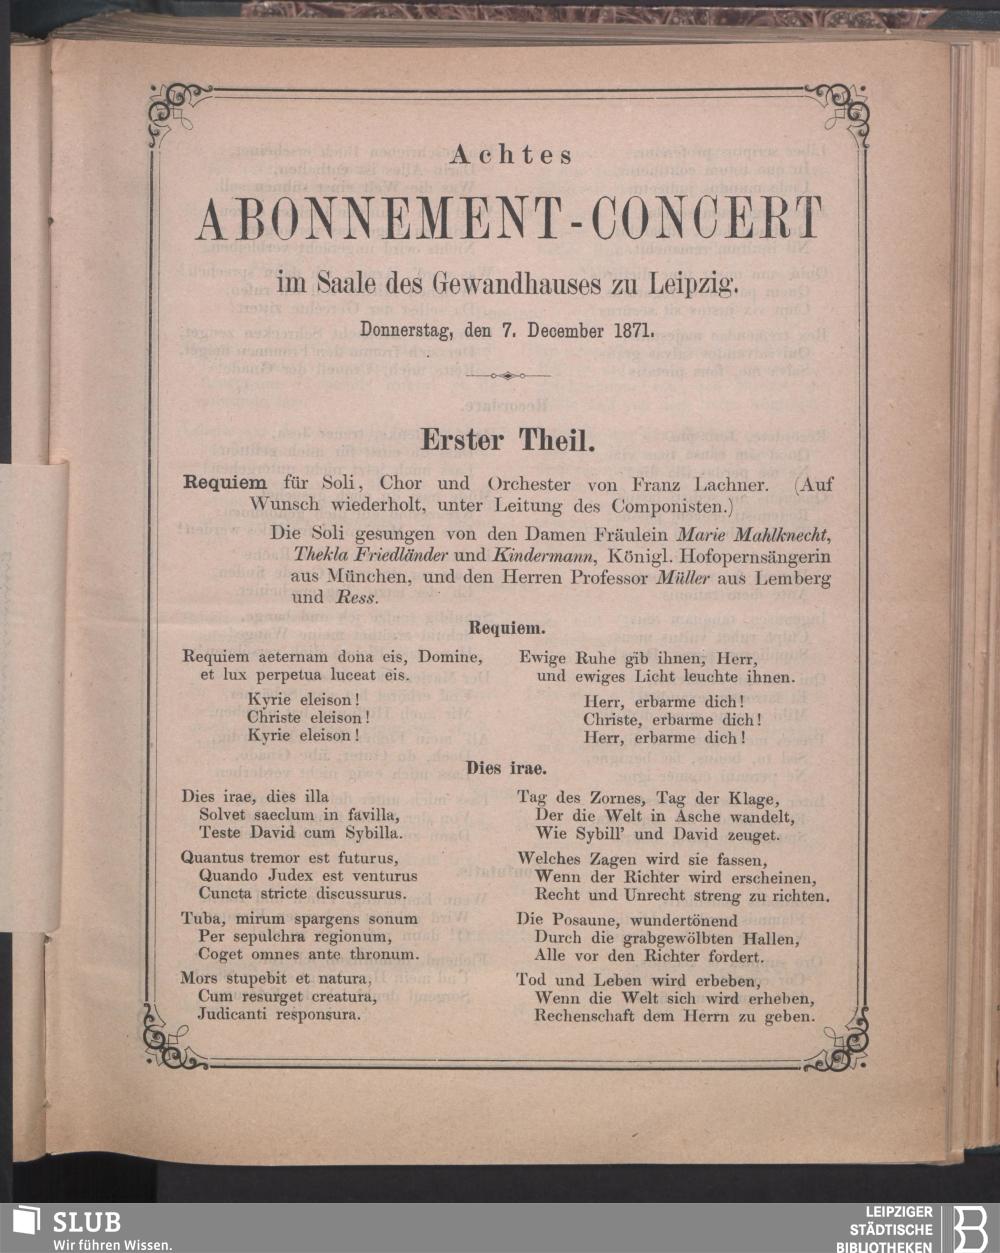 Achtes
ABONNEMENT-CONCERT
im Saale des Gewandhauses zu Leipzig.
Donnerstag, den 7. December 1871.
Erster Theil.
Requiem für Soli, Chor und Orchester von Franz Lachner. (Auf
Wunsch wiederholt, unter Leitung des Componisten.)
Die Soli gesungen von den Damen Fräulein Marie Mahlknecht,
Thekla Friedländer und Kindermann, Königl. Hofopernsängerin
aus München, und den Herren Professor Müller aus Lemberg
und Ress.
Requiem.
Requiem aeternam dona eis, Domine,
et lux perpetua luceat eis.
Kyrie eleison!
Christe eleison!
Kyrie eleison!
Ewige Ruhe gib ihnen, Herr,
und ewiges Licht leuchte ihnen.
Herr, erbarme dich!
Christe, erbarme dich!
Herr, erbarme dich!
Dies irae.
Dies irae, dies illa
Solvet saeclum in favilla,
Teste David cum Sybilla.
Quantus tremor est futurus,
Quando Judex est venturus
Cuncta stricte discussurus.
Tuba, mirum spargens sonum
Per sepulchra regionum,
Coget omnes ante thronum.
Mors stupebit et natura,
Cum resurget creatura,
Judicanti responsura.
Tag des Zornes, Tag der Klage,
Der die Welt in Asche wandelt,
Wie Sybill' und David zeuget.
Welches Zagen wird sie fassen,
Wenn der Richter wird erscheinen,
Recht und Unrecht streng zu richten.
Die Posaune, wundertönend
Durch die grabgewölbten Hallen,
Alle vor den Richter fordert.
Tod und Leben wird erbeben,
Wenn die Welt sich wird erheben,
Rechenschaft dem Herrn zu geben.
SLUB
Wir führen Wissen.
LEIPZIGER
STÄDTISCHE
BIBLIOTHEKEN